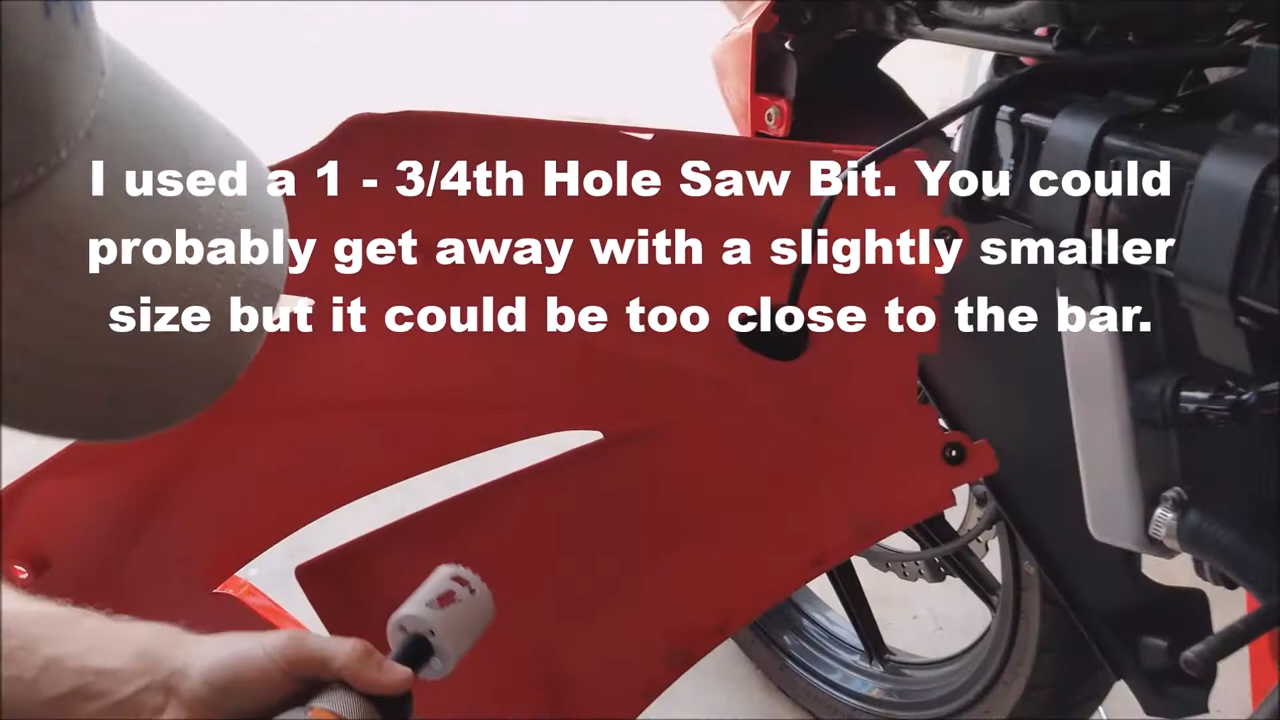 I used a 1 - 3/4th Hole Saw Bit. You could
probably get away with a slightly smaller
size but it could be too close to the bar.